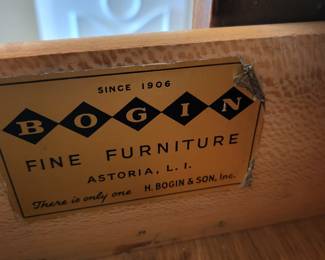 SINCE 1906
BOGIN
FINE FURNITURE
ASTORIA, L. I.
There is only one H. BOGIN & SON, Inc.